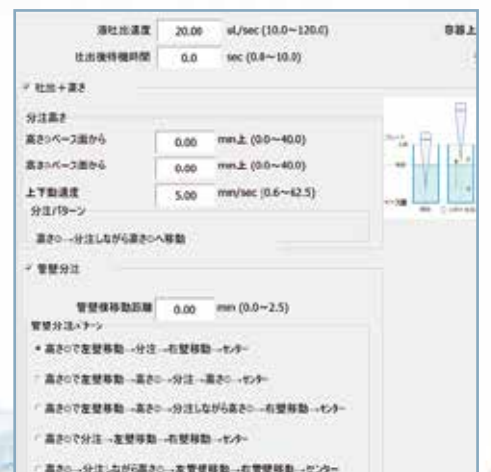 液吐出速度 20.00 uL/sec (10.0~120.0)
容器上
吐出後待機時間 0.0 sec (0.0~10.0)
吐出+高さ
分注高さ
高さ ベース面から 0.00 mm上 (0.0~40.0)
高さ ベース面から 0.00 mm上 (0.0~40.0)
上下動速度 5.00 mm/sec (0.6~62.5)
分注パターン
高さ →分注しながら高さ へ移動
管壁分注
管壁様移動距離 0.00 mm (0.0~2.5)
管壁分注パターン
高さ で左壁移動→分注→右壁移動→センター
高さ で左壁移動→高さ →分注→高さ →センター
高さ で左壁移動→高さ →分注しながら高さ →右壁移動→センター
高さ で分注→左壁移動→右壁移動→センター
高さ →分注しながら高さ →左管壁移動→右管壁移動→センター